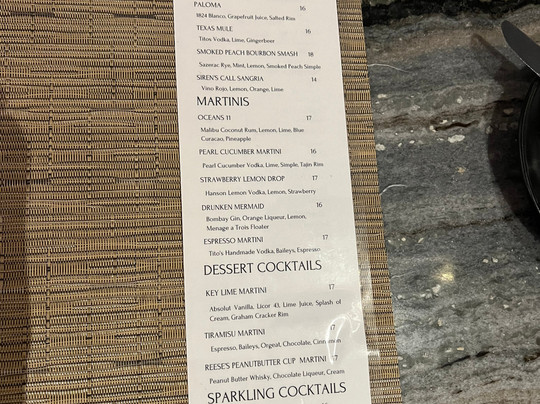 PALOMA 16
1824 Blanco, Grapefruit Juice, Salted Rim
TEXAS MULE 16
Titos Vodka, Lime, Gingerbeer
SMOKED PEACH BOURBON SMASH 18
Sazerac Rye, Mint, Lemon, Smoked Peach Simple
SIREN'S CALL SANGRIA 14
Vino Rojo, Lemon, Orange, Lime
MARTINIS
OCEANS 11 17
Malibu Coconut Rum, Lemon, Lime, Blue
Curacao, Pineapple
PEARL CUCUMBER MARTINI 16
Pearl Cucumber Vodka, Lime, Simple, Tajin Rim
STRAWBERRY LEMON DROP 17
Hanson Lemon Vodka, Lemon, Strawberry
DRUNKEN MERMAID 16
Bombay Gin, Orange Liqueur, Lemon,
Menage a Trois Floater
ESPRESSO MARTINI 17
Tito's Handmade Vodka, Baileys, Espresso
DESSERT COCKTAILS
KEY LIME MARTINI 17
Absolut Vanilla, Licor 43, Lime Juice, Splash of
Cream, Graham Cracker Rim
TIRAMISU MARTINI 17
Espresso, Baileys, Orgeat, Chocolate, Cinnamon
REESE'S PEANUTBUTTER CUP MARTINI 17
Peanut Butter Whisky, Chocolate Liqueur, Cream
SPARKLING COCKTAILS